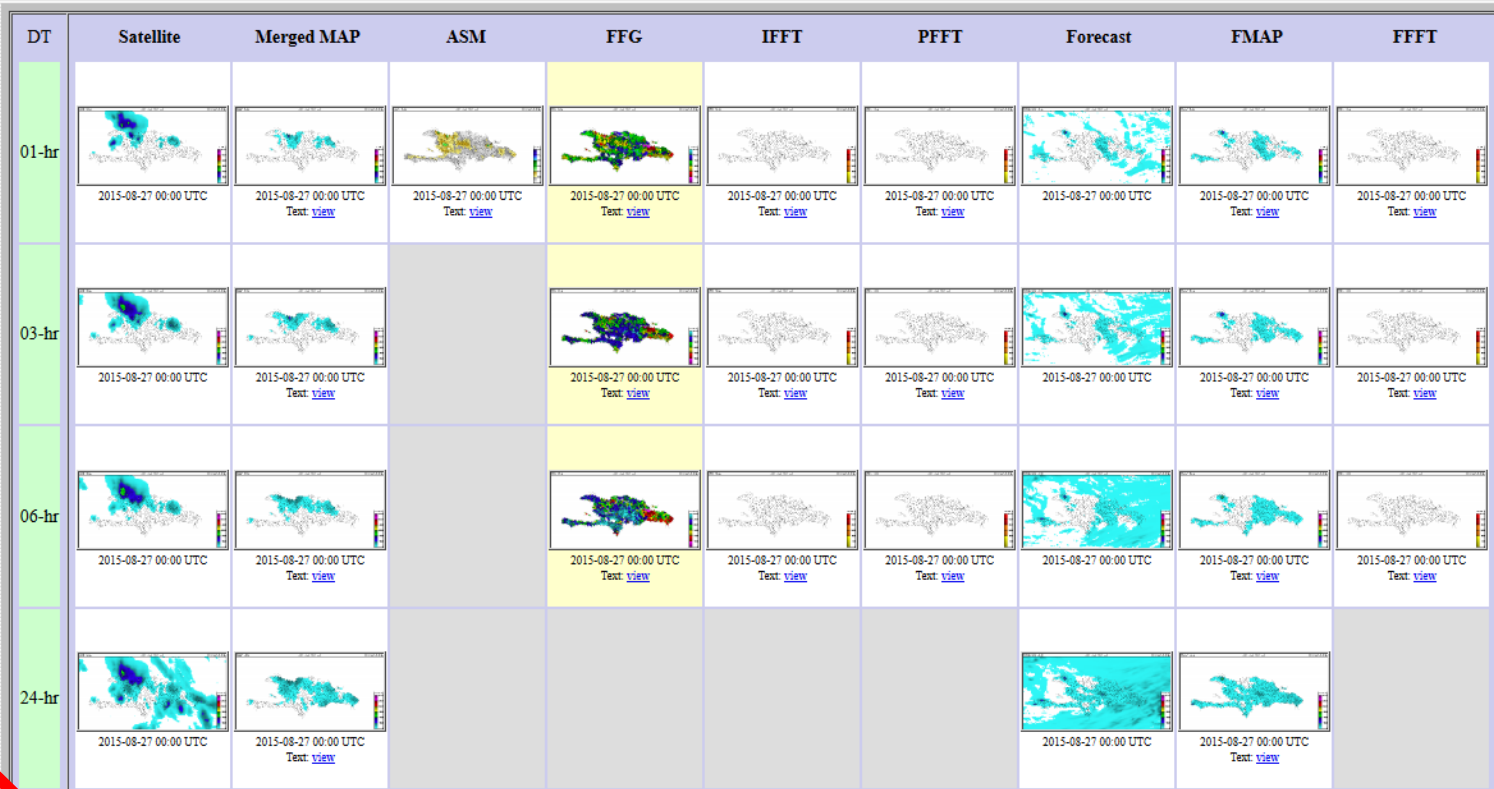 DT Satellite Merged MAP ASM FFG IFFT PFFT Forecast FMAP FFFT
01-hr
2015-08-27 00:00 UTC 2015-08-27 00:00 UTC 2015-08-27 00:00 UTC 2015-08-27 00:00 UTC 2015-08-27 00:00 UTC 2015-08-27 00:00 UTC 2015-08-27 00:00 UTC 2015-08-27 00:00 UTC 2015-08-27 00:00 UTC
Text: view Text: view Text: view Text: view Text: view Text: view Text: view
03-hr
2015-08-27 00:00 UTC 2015-08-27 00:00 UTC 2015-08-27 00:00 UTC 2015-08-27 00:00 UTC 2015-08-27 00:00 UTC 2015-08-27 00:00 UTC 2015-08-27 00:00 UTC 2015-08-27 00:00 UTC
Text: view Text: view Text: view Text: view Text: view Text: view
06-hr
2015-08-27 00:00 UTC 2015-08-27 00:00 UTC 2015-08-27 00:00 UTC 2015-08-27 00:00 UTC 2015-08-27 00:00 UTC 2015-08-27 00:00 UTC 2015-08-27 00:00 UTC 2015-08-27 00:00 UTC
Text: view Text: view Text: view Text: view Text: view Text: view
24-hr
2015-08-27 00:00 UTC 2015-08-27 00:00 UTC 2015-08-27 00:00 UTC 2015-08-27 00:00 UTC
Text: view Text: view